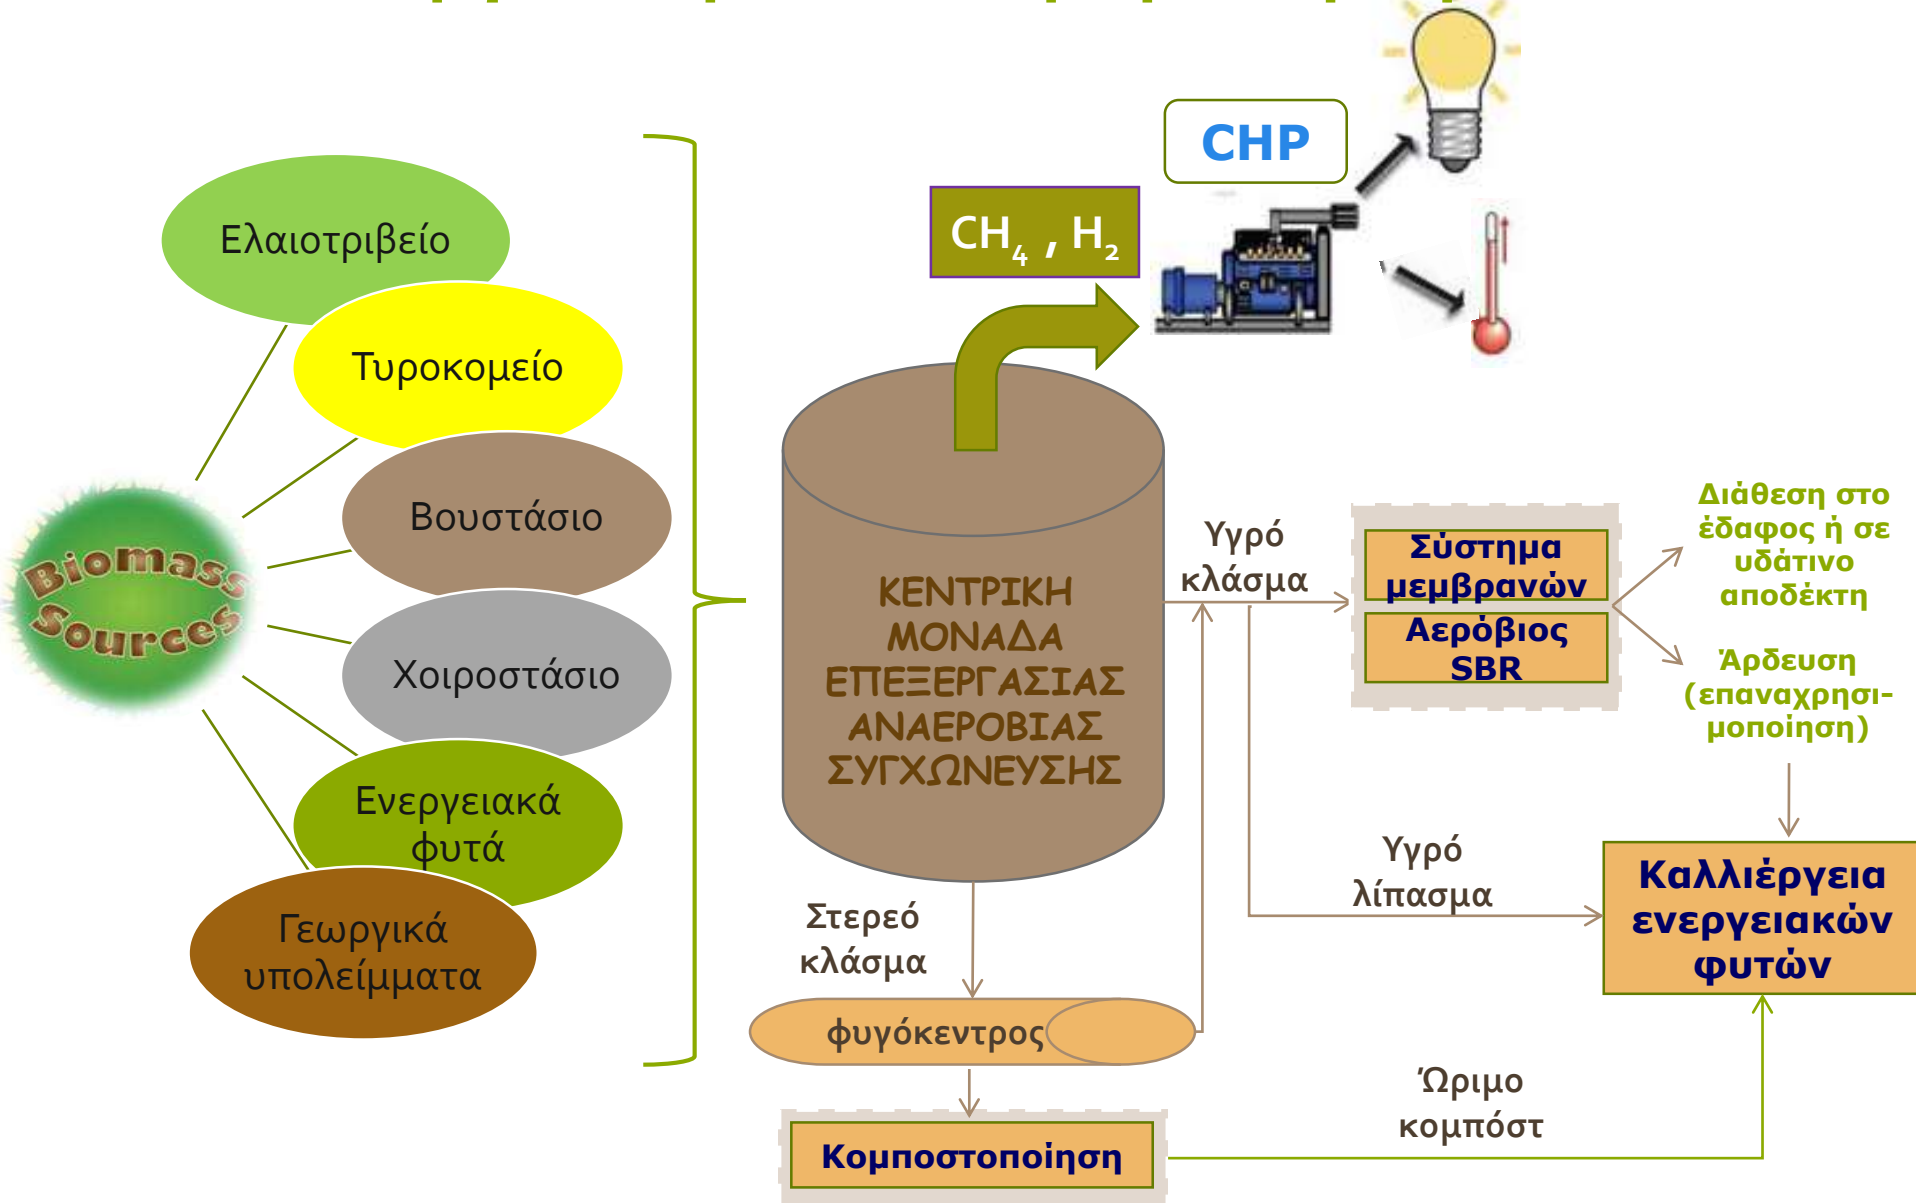 CHP
CH4 , H2
Ελαιοτριβείο
Τυροκομείο
Βουστάσιο
Χοιροστάσιο
Ενεργειακά
φυτά
Γεωργικά
υπολείμματα
Biomass
Sources
ΚΕΝΤΡΙΚΗ
ΜΟΝΑΔΑ
ΕΠΕΞΕΡΓΑΣΙΑΣ
ΑΝΑΕΡΟΒΙΑΣ
ΣΥΓΧΩΝΕΥΣΗΣ
Υγρό
κλάσμα
Σύστημα
μεμβρανών
Αερόβιος
SBR
Διάθεση στο
έδαφος ή σε
υδάτινο
αποδέκτη
Άρδευση
(επαναχρησι-
μοποίηση)
Υγρό
λίπασμα
Καλλιέργεια
ενεργειακών
φυτών
Στερεό
κλάσμα
φυγόκεντρος
Ώριμο
κομπόστ
Κομποστοποίηση